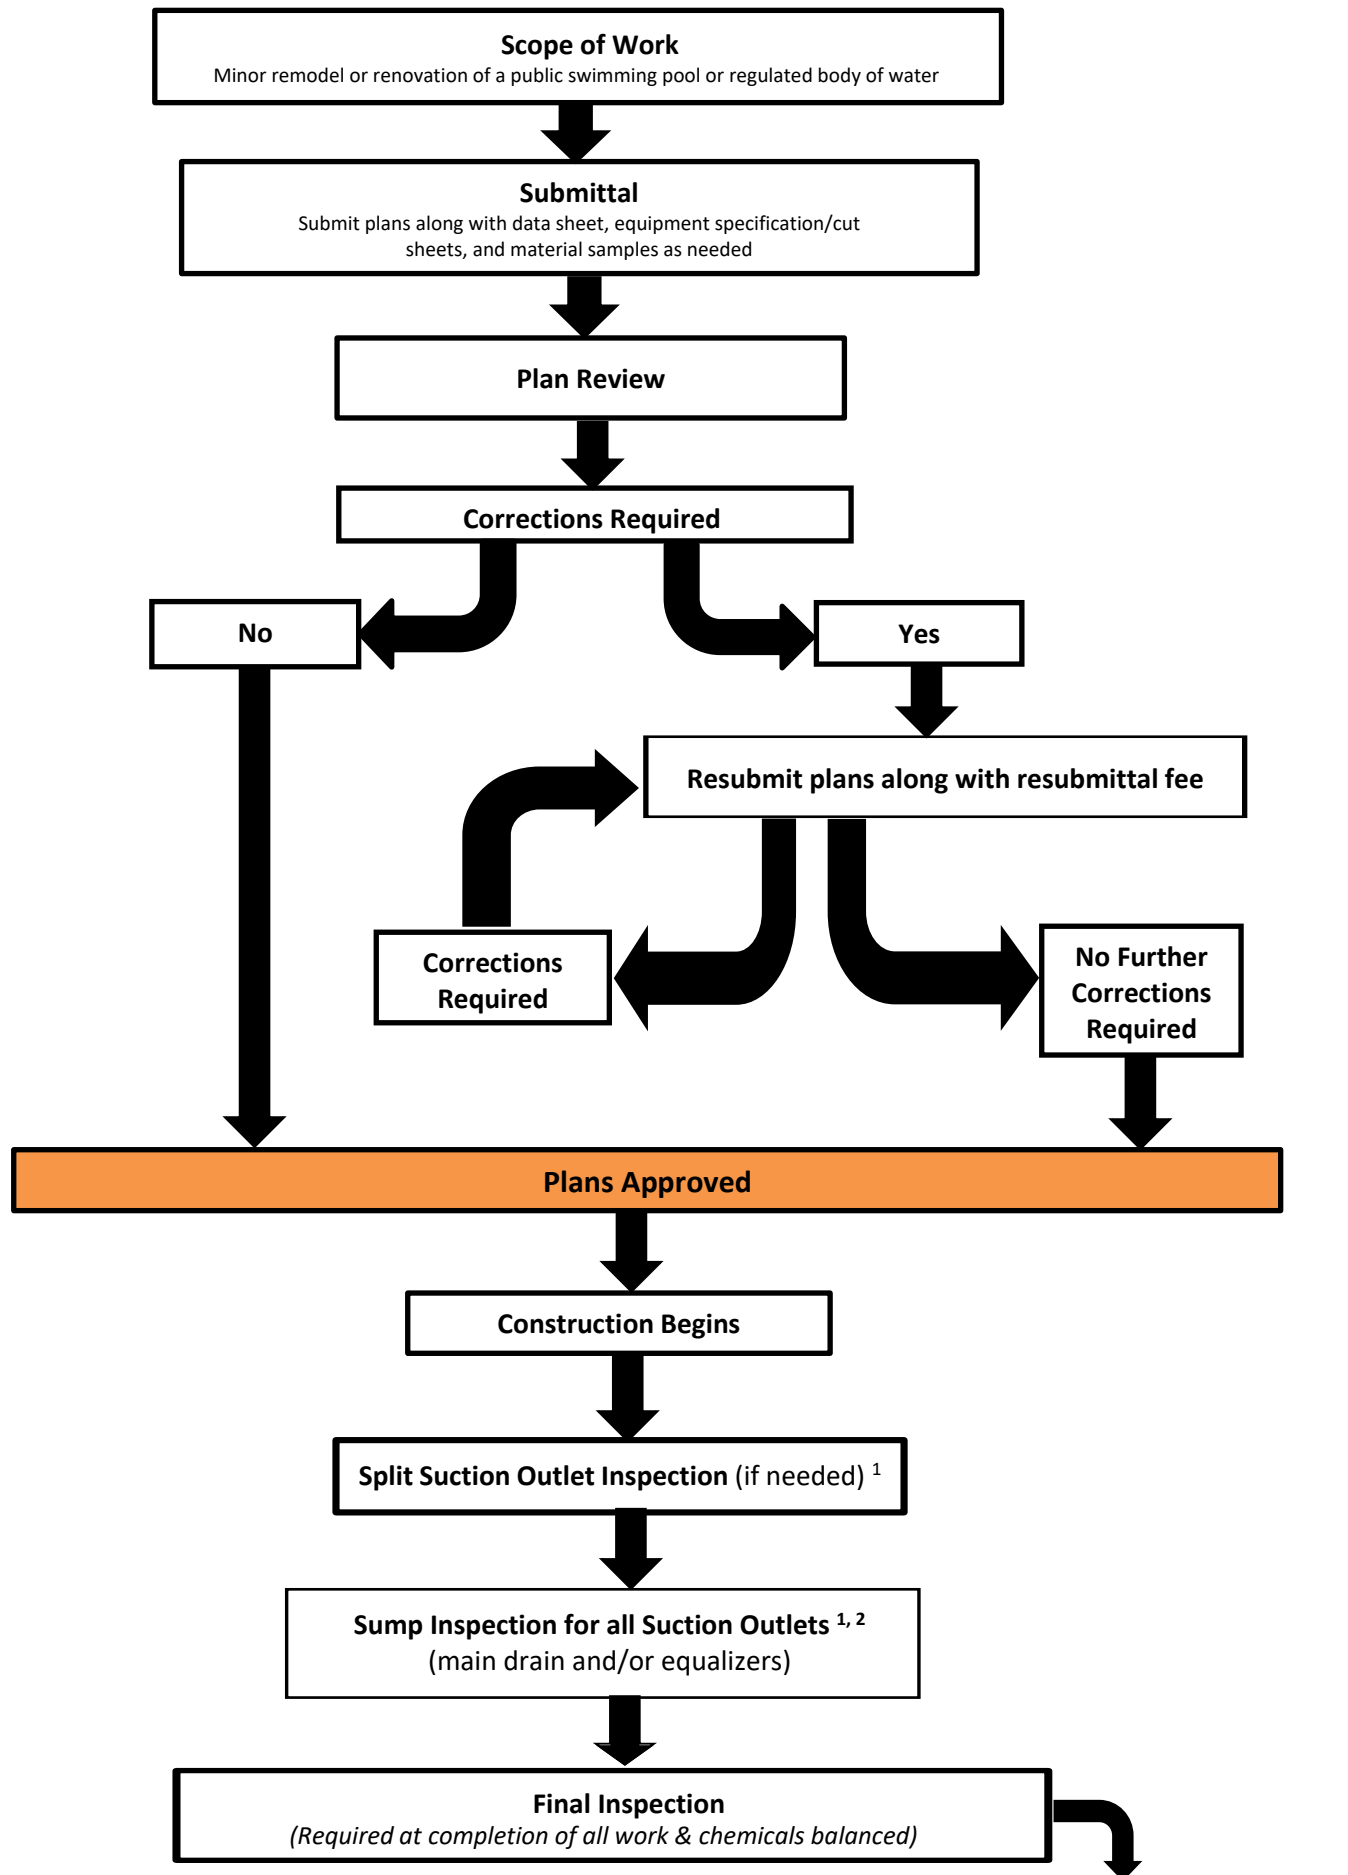 Scope of Work
Minor remodel or renovation of a public swimming pool or regulated body of water
Submittal
Submit plans along with data sheet, equipment specification/cut
sheets, and material samples as needed
Plan Review
Corrections Required
No
Yes
Resubmit plans along with resubmittal fee
Corrections
Required
No Further
Corrections
Required
Plans Approved
Construction Begins
Split Suction Outlet Inspection (if needed) 1
Sump Inspection for all Suction Outlets 1, 2
(main drain and/or equalizers)
Final Inspection
(Required at completion of all work & chemicals balanced)